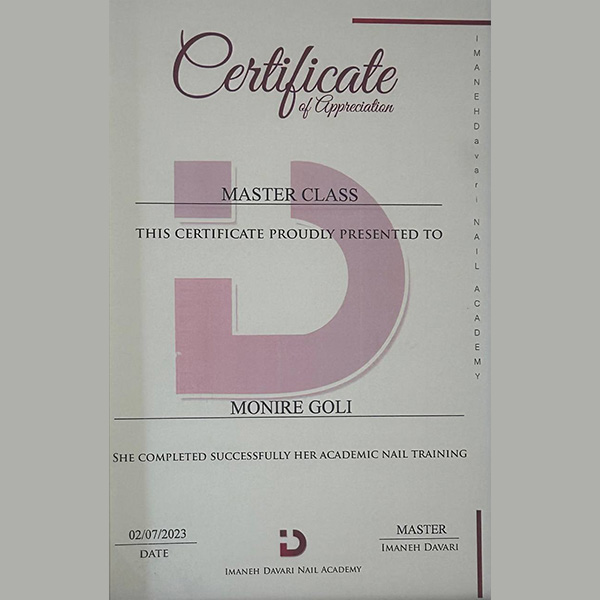 Certificate
of Appreciation
MASTER CLASS
THIS CERTIFICATE PROUDLY PRESENTED TO
MONIRE GOLI
SHE COMPLETED SUCCESSFULLY HER ACADEMIC NAIL TRAINING
02/07/2023
DATE
MASTER
IMANEH DAVARI
IMANEH DAVARI NAIL ACADEMY
IMANEHDavari NAIL ACADEMY